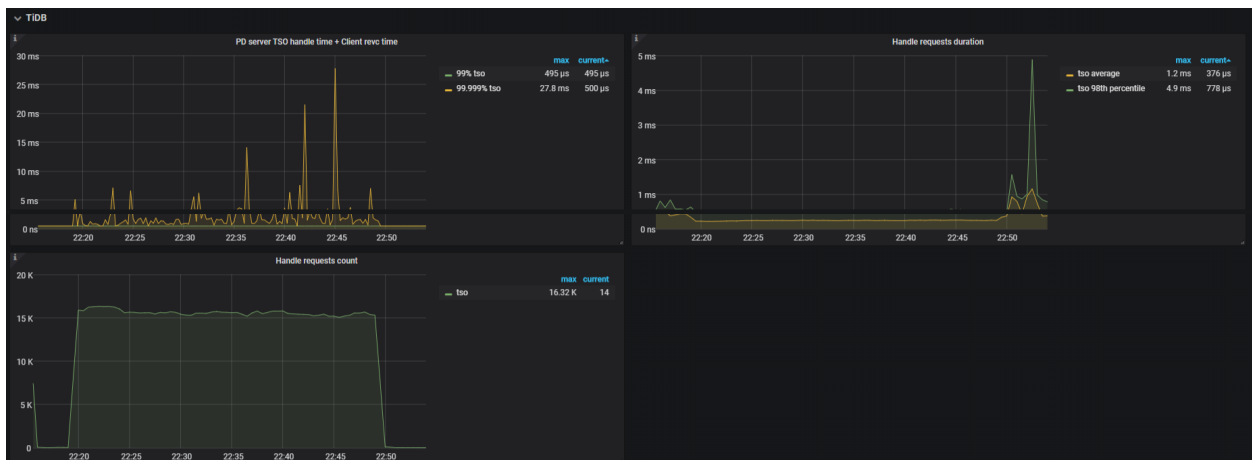 TiDB
PD server TSO handle time + Client revc time
30 ms
25 ms
20 ms
15 ms
10 ms
5 ms
0 ns
22:20 22:25 22:30 22:35 22:40 22:45 22:50
max current
99% tso 495 µs 495 µs
99.999% tso 27.8 ms 500 µs
Handle requests duration
5 ms
4 ms
3 ms
2 ms
1 ms
0 ns
22:20 22:25 22:30 22:35 22:40 22:45 22:50
max current
tso average 1.2 ms 376 µs
tso 98th percentile 4.9 ms 778 µs
Handle requests count
20 K
15 K
10 K
5 K
0
22:20 22:25 22:30 22:35 22:40 22:45 22:50
max current
tso 16.32 K 14